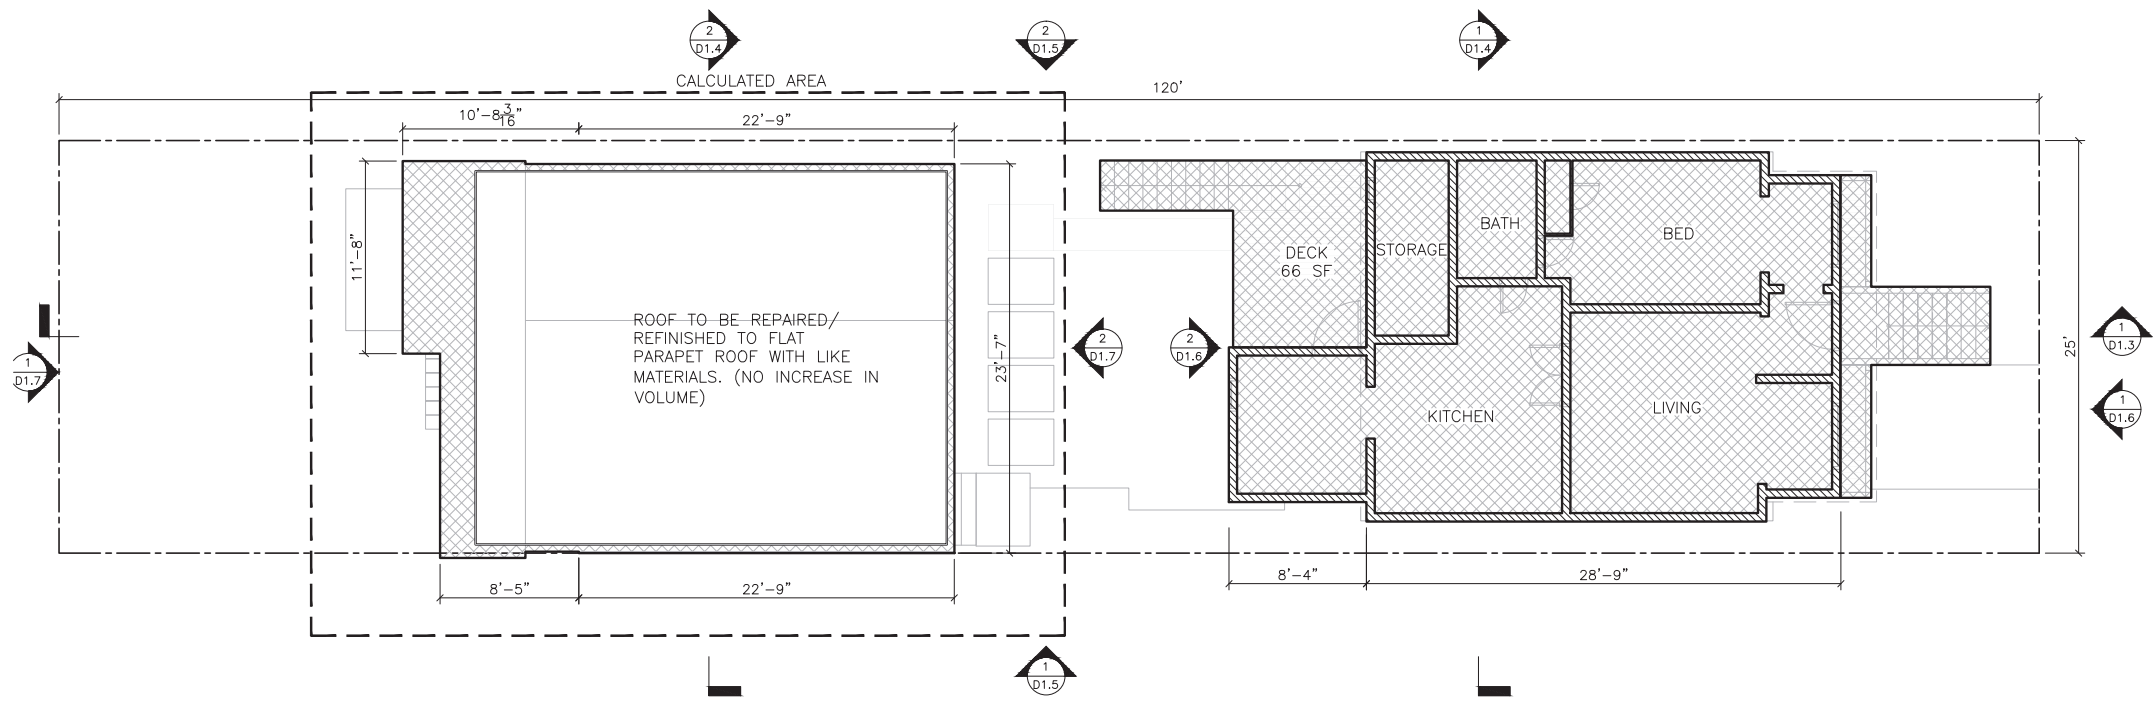 2
D1.4
2
D1.5
1
D1.4
CALCULATED AREA
120'
10'-8 3/16"
22'-9"
11'-8"
ROOF TO BE REPAIRED/
REFINISHED TO FLAT
PARAPET ROOF WITH LIKE
MATERIALS. (NO INCREASE IN
VOLUME)
23'-7"
DECK
66 SF
STORAGE
BATH
BED
KITCHEN
LIVING
2
D1.7
2
D1.6
1
D1.3
25'
1
D1.7
1
D1.6
8'-5"
22'-9"
8'-4"
28'-9"
1
D1.5